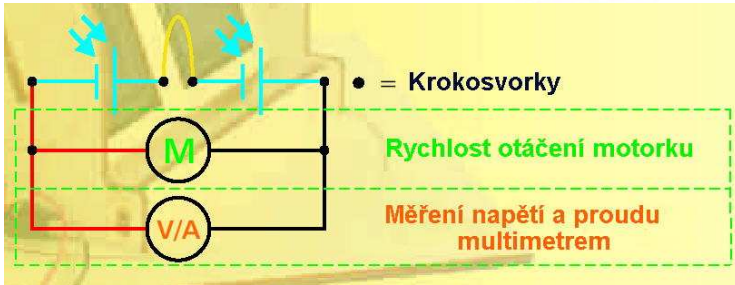 • = Krokosvorky
M
Rychlost otáčení motorku
V/A
Měření napětí a proudu
multimetrem